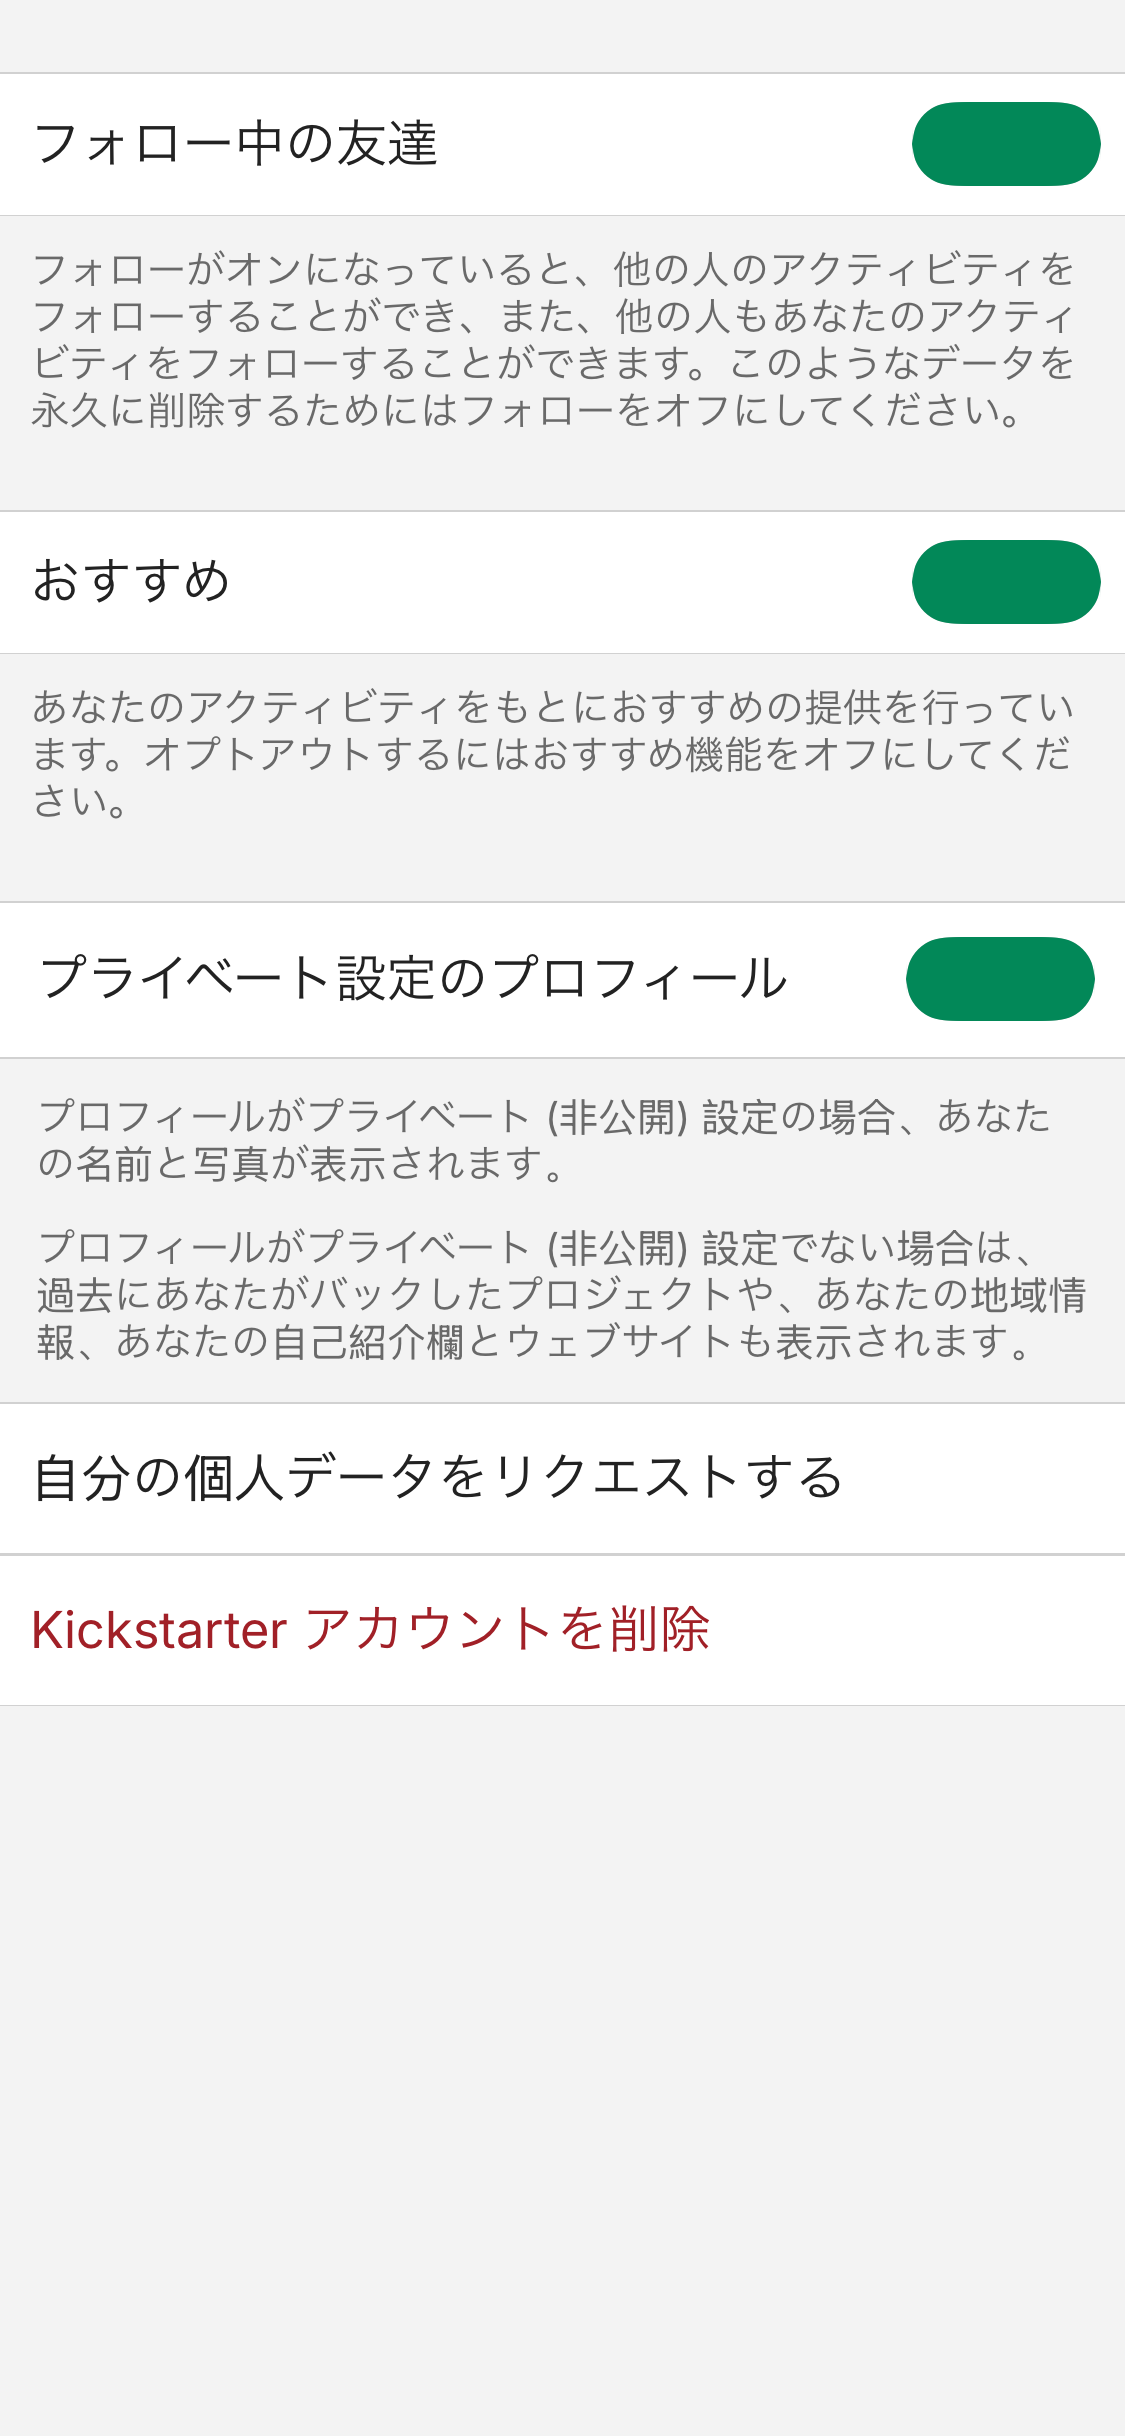 フォロー中の友達
フォローがオンになっていると、他の人のアクティビティを
フォローすることができ、また、他の人もあなたのアクティ
ビティをフォローすることができます。このようなデータを
永久に削除するためにはフォローをオフにしてください。
おすすめ
あなたのアクティビティをもとにおすすめの提供を行ってい
ます。オプトアウトするにはおすすめ機能をオフにしてくだ
さい。
プライベート設定のプロフィール
プロフィールがプライベート (非公開) 設定の場合、あなた
の名前と写真が表示されます。
プロフィールがプライベート (非公開) 設定でない場合は、
過去にあなたがバックしたプロジェクトや、あなたの地域情
報、あなたの自己紹介欄とウェブサイトも表示されます。
自分の個人データをリクエストする
Kickstarter アカウントを削除